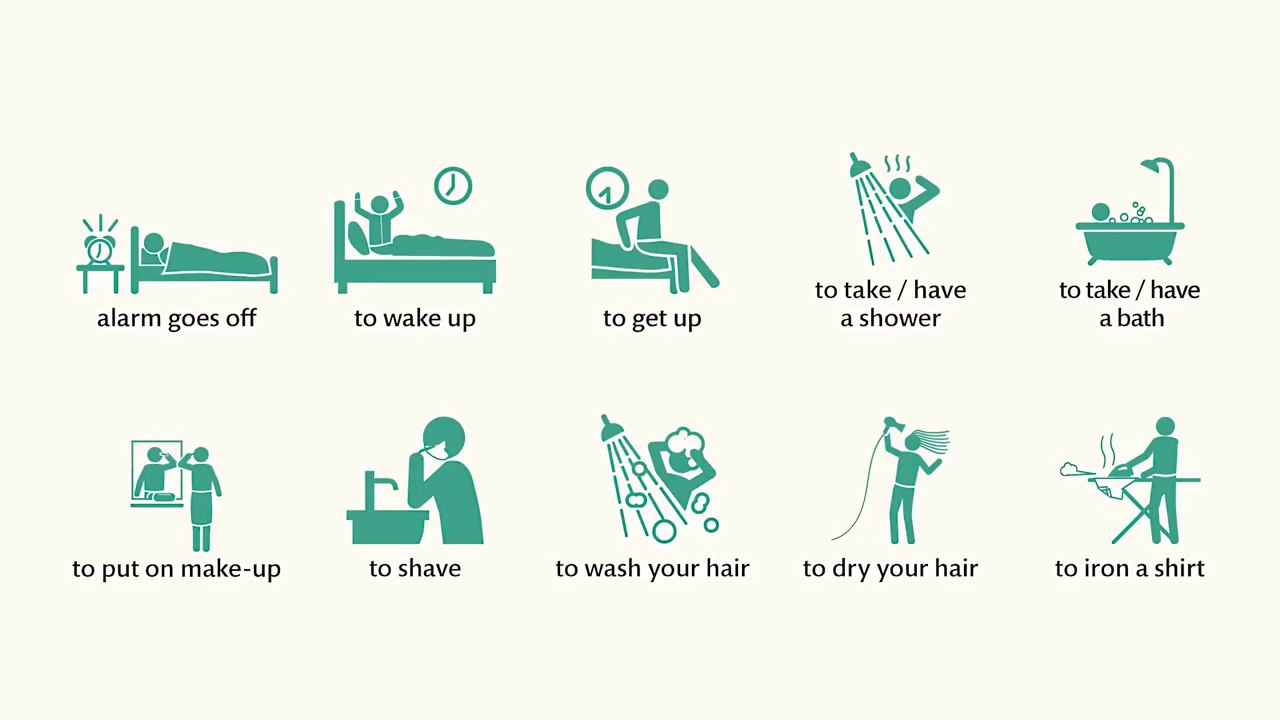 alarm goes off
to wake up
to get up
to take / have
a shower
to take / have
a bath
to put on make-up
to shave
to wash your hair
to dry your hair
to iron a shirt